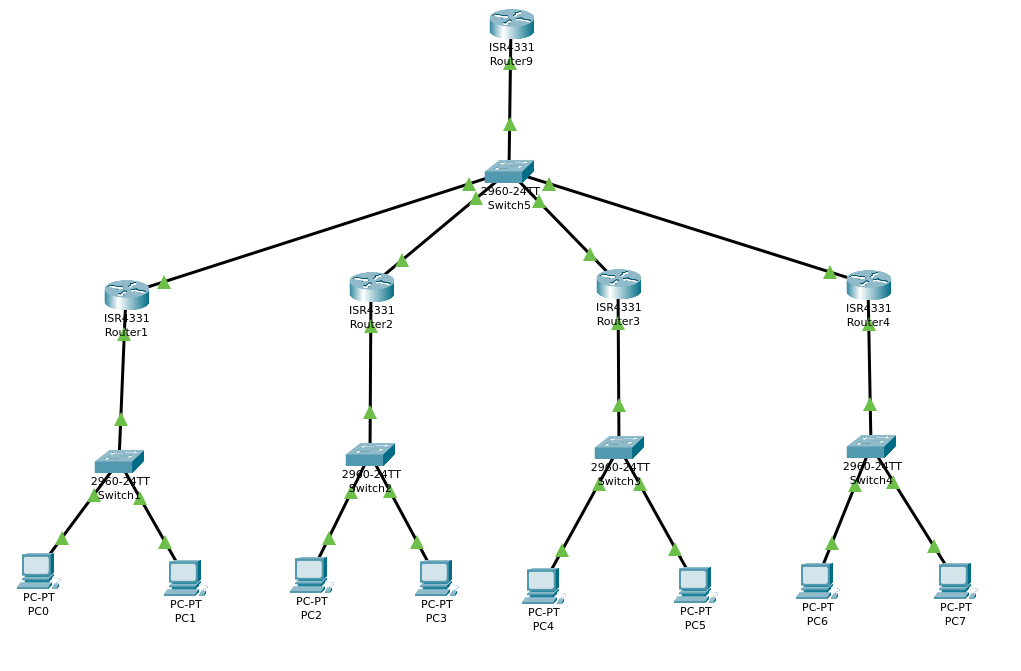 ISR4331
Router9
2960-24TT
Switch5
ISR4331
Router1
ISR4331
Router2
ISR4331
Router3
ISR4331
Router4
2960-24TT
Switch1
2960-24TT
Switch2
2960-24TT
Switch3
2960-24TT
Switch4
PC-PT
PC0
PC-PT
PC1
PC-PT
PC2
PC-PT
PC3
PC-PT
PC4
PC-PT
PC5
PC-PT
PC6
PC-PT
PC7